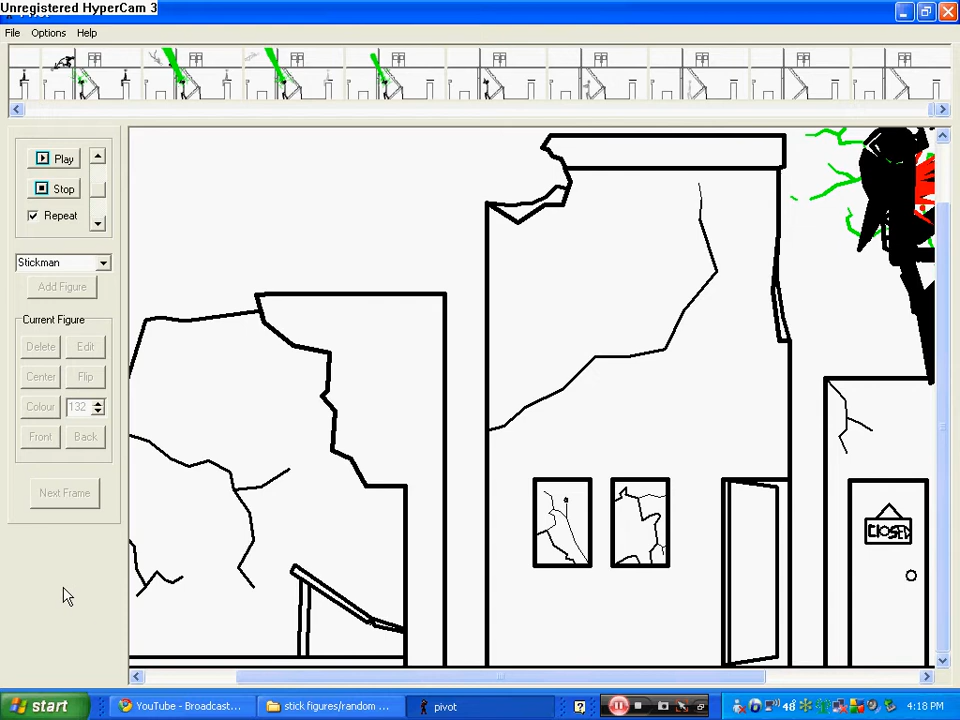 Unregistered HyperCam 3
File Options Help
Play
Stop
Repeat
Stickman
Add Figure
Current Figure
Delete Edit
Center Flip
Colour 132
Front Back
Next Frame
CLOSED
start
YouTube - Broadcast...
stick figures/random ...
pivot
48
4:18 PM